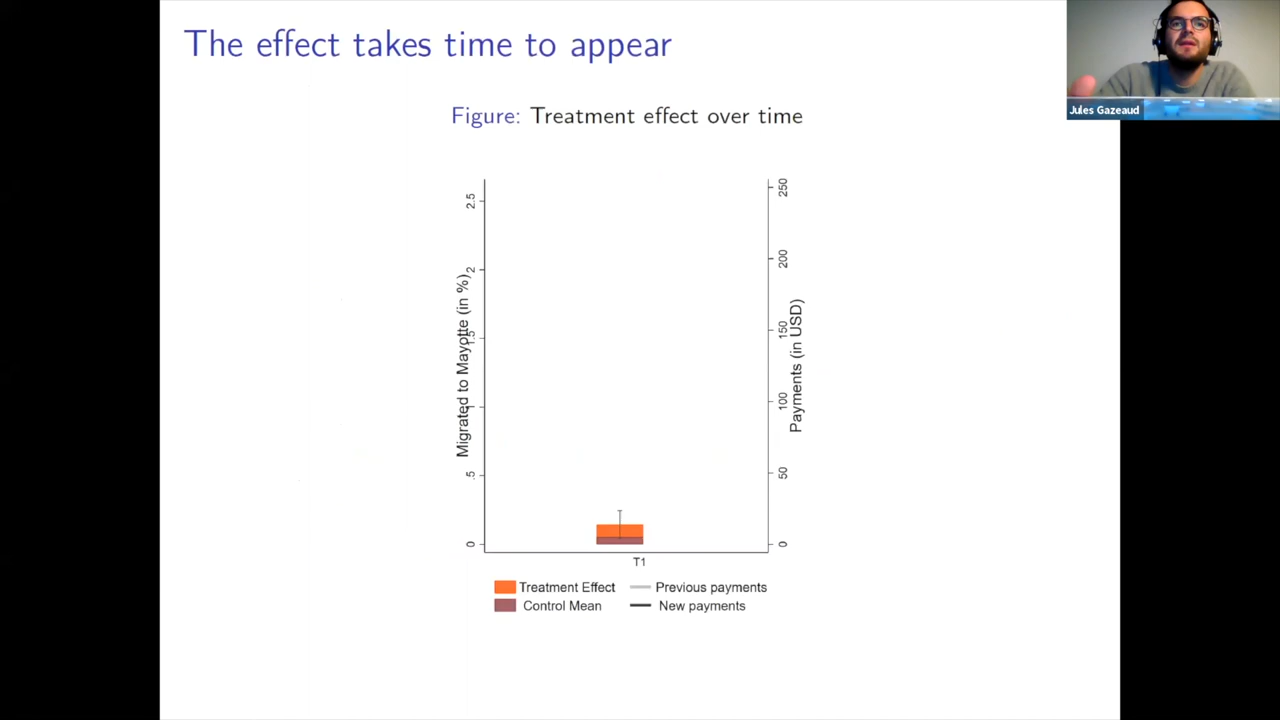 The effect takes time to appear
Jules Gazeaud
Figure: Treatment effect over time
Migrated to Mayotte (in %)
2.5
2
1.5
1
.5
0
250
200
150
100
50
0
Payments (in USD)
T1
Treatment Effect
Previous payments
Control Mean
New payments